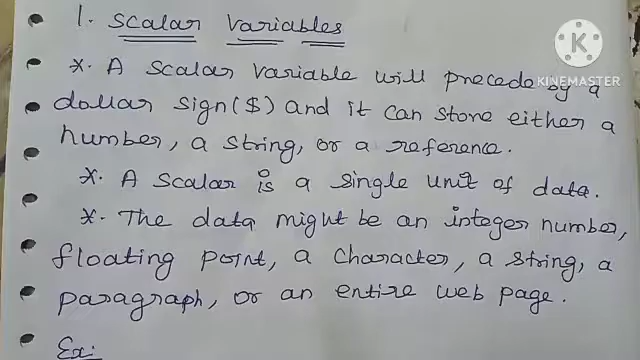 1. Scalar Variables
*. A scalar variable will precede by a
dollar sign($) and it can store either a
number, a string, or a reference.
*. A scalar is a single unit of data.
*. The data might be an integer number,
floating point, a character, a string, a
paragraph, or an entire web page.
Ex:
K
KINEMASTER